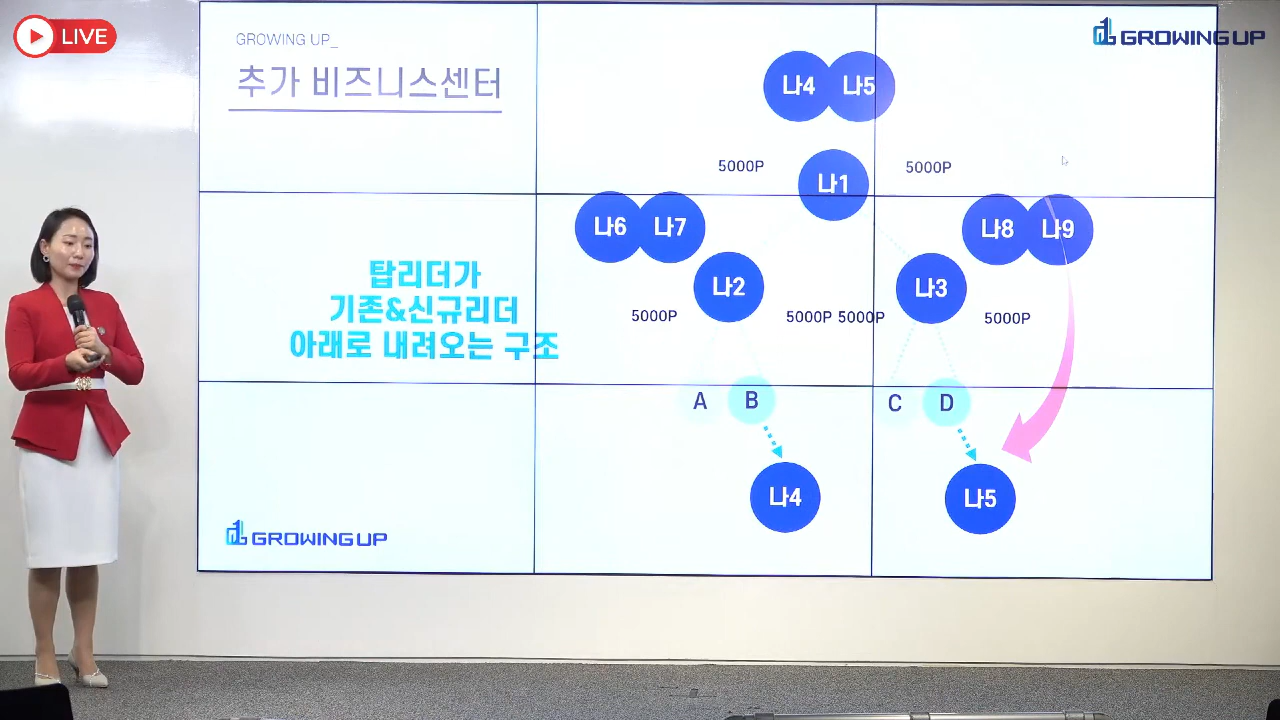 LIVE
GROWING UP
GROWING UP_
추가 비즈니스센터
나4 나5
5000P 나1 5000P
나6 나7 나8 나9
나2 나3
탑리더가
기존&신규리더
아래로 내려오는 구조
5000P 5000P 5000P 5000P
A B C D
나4 나5
GROWING UP